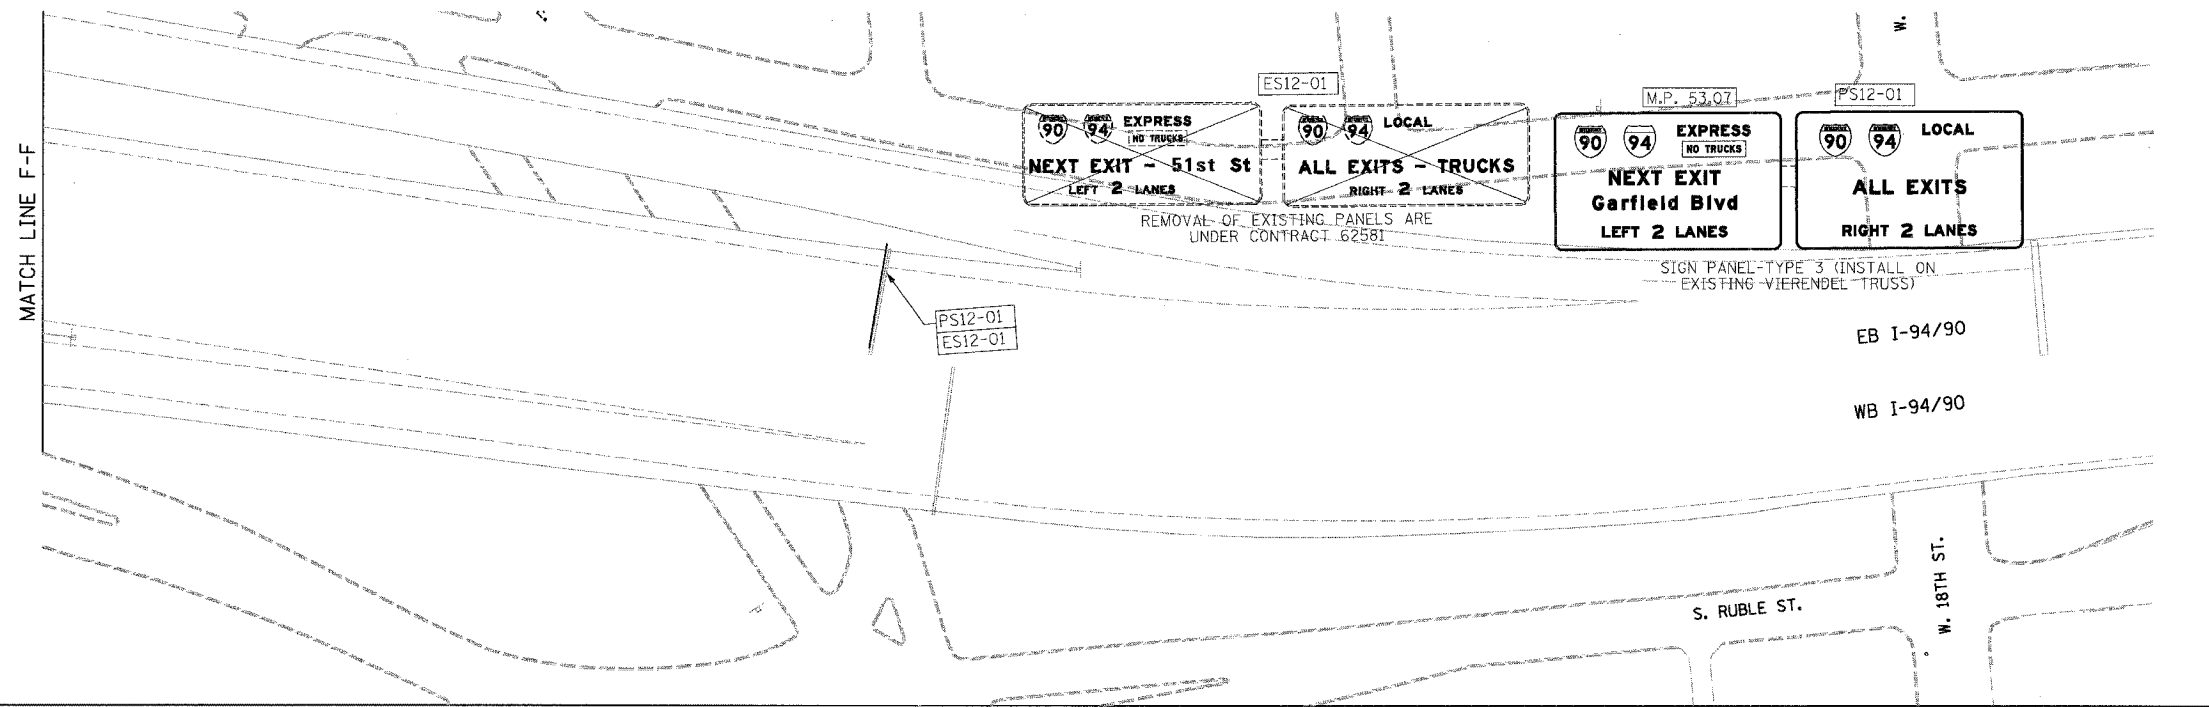 W.
ES12-01
M.P. 53.07
PS12-01
90 94 EXPRESS
NO TRUCKS
NEXT EXIT - 51st St
LEFT 2 LANES
90 94 LOCAL
ALL EXITS - TRUCKS
RIGHT 2 LANES
REMOVAL OF EXISTING PANELS ARE
UNDER CONTRACT 62581
90 94 EXPRESS
NO TRUCKS
NEXT EXIT
Garfield Blvd
LEFT 2 LANES
90 94 LOCAL
ALL EXITS
RIGHT 2 LANES
SIGN PANEL-TYPE 3 (INSTALL ON
EXISTING VIERENDEL TRUSS)
MATCH LINE F-F
PS12-01
ES12-01
EB I-94/90
WB I-94/90
S. RUBLE ST.
W. 18TH ST.